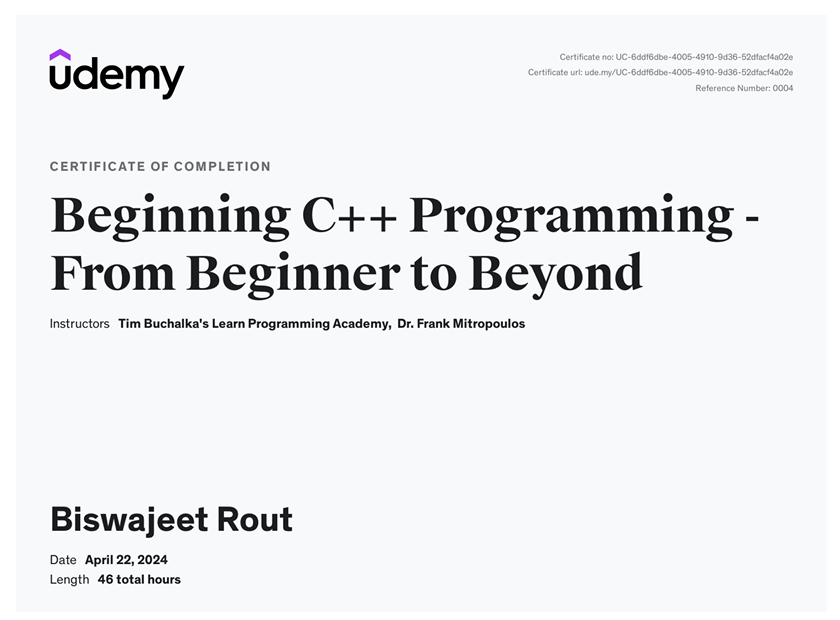 udemy
Certificate no: UC-6ddf6dbe-4005-4910-9d36-52dfacf4a02e
Certificate url: ude.my/UC-6ddf6dbe-4005-4910-9d36-52dfacf4a02e
Reference Number: 0004
CERTIFICATE OF COMPLETION
Beginning C++ Programming -
From Beginner to Beyond
Instructors Tim Buchalka's Learn Programming Academy, Dr. Frank Mitropoulos
Biswajeet Rout
Date April 22, 2024
Length 46 total hours